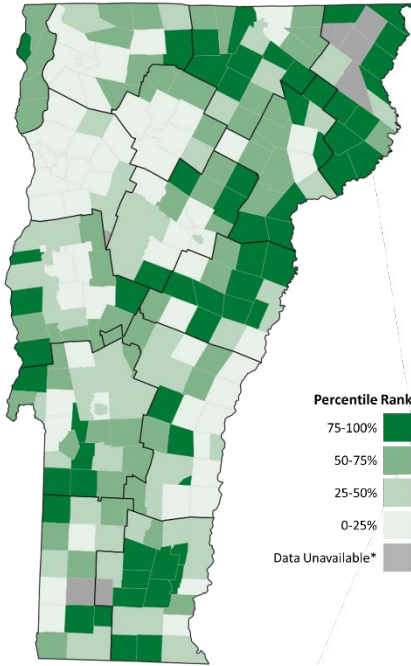 Percentile Rank
75-100%
50-75%
25-50%
0-25%
Data Unavailable*